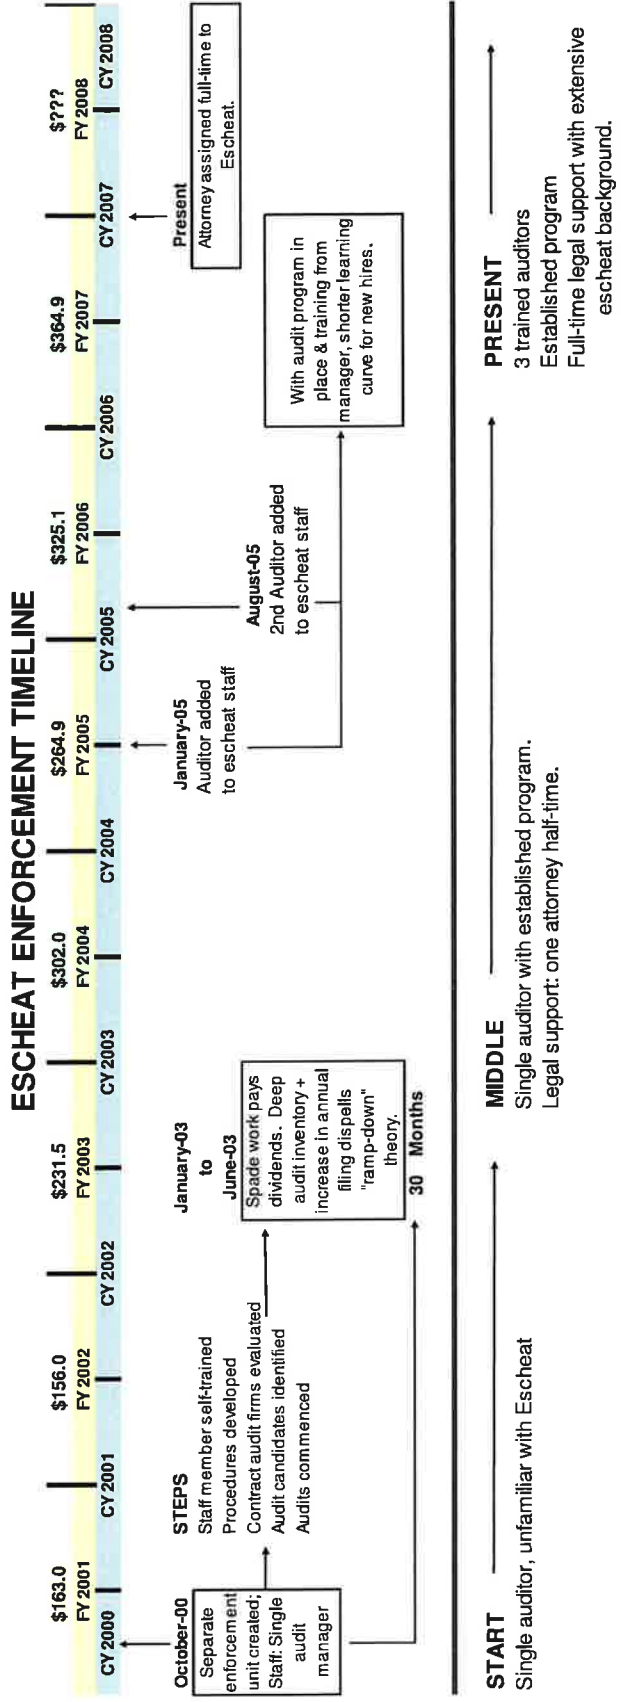 ESCHEAT ENFORCEMENT TIMELINE
$163.0
$156.0
$231.5
$302.0
$264.9
$325.1
$364.9
$???
FY 2001
FY 2002
FY 2003
FY 2004
FY 2005
FY 2006
FY 2007
FY 2008
CY 2000
CY 2001
CY 2002
CY 2003
CY 2004
CY 2005
CY 2006
CY 2007
CY 2008
October-00
Separate
enforcement
unit created;
Staff: Single
audit
manager
STEPS
Staff member self-trained
Procedures developed
Contract audit firms evaluated
Audit candidates identified
Audits commenced
January-03
to
June-03
Spade work pays
dividends. Deep
audit inventory +
increase in annual
filing dispells
"ramp-down"
theory.
30 Months
January-05
Auditor added
to escheat staff
August-05
2nd Auditor added
to escheat staff
With audit program in
place & training from
manager, shorter learning
curve for new hires.
Present
Attorney assigned full-time to
Escheat.
START
Single auditor, unfamiliar with Escheat
MIDDLE
Single auditor with established program.
Legal support: one attorney half-time.
PRESENT
3 trained auditors
Established program
Full-time legal support with extensive
escheat background.